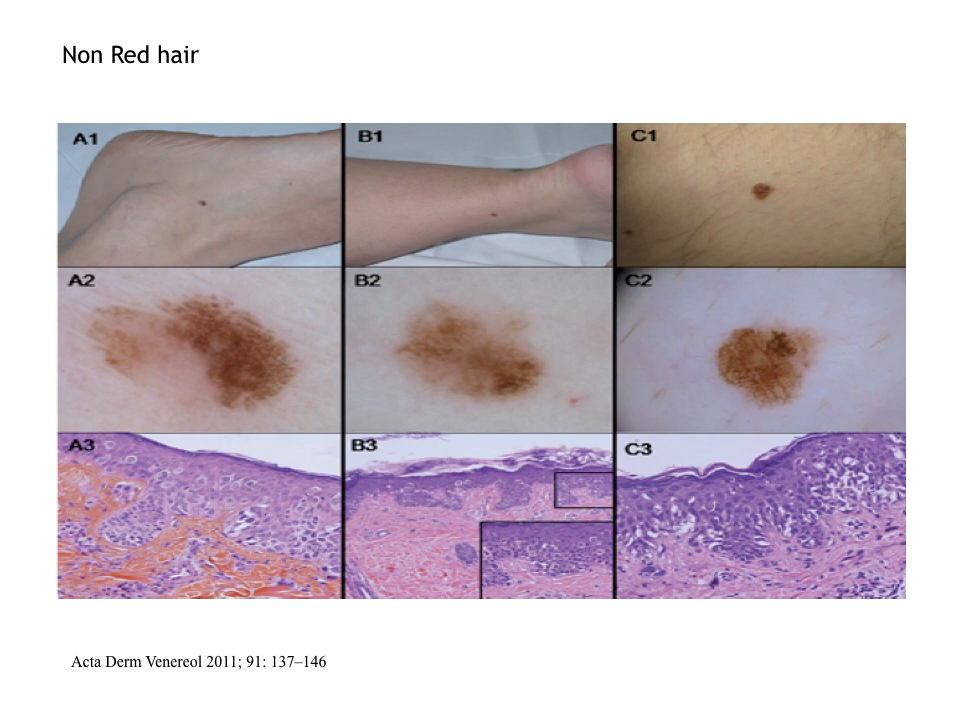 Non Red hair
A1
B1
C1
A2
B2
C2
A3
B3
C3
Acta Derm Venereol 2011; 91: 137–146